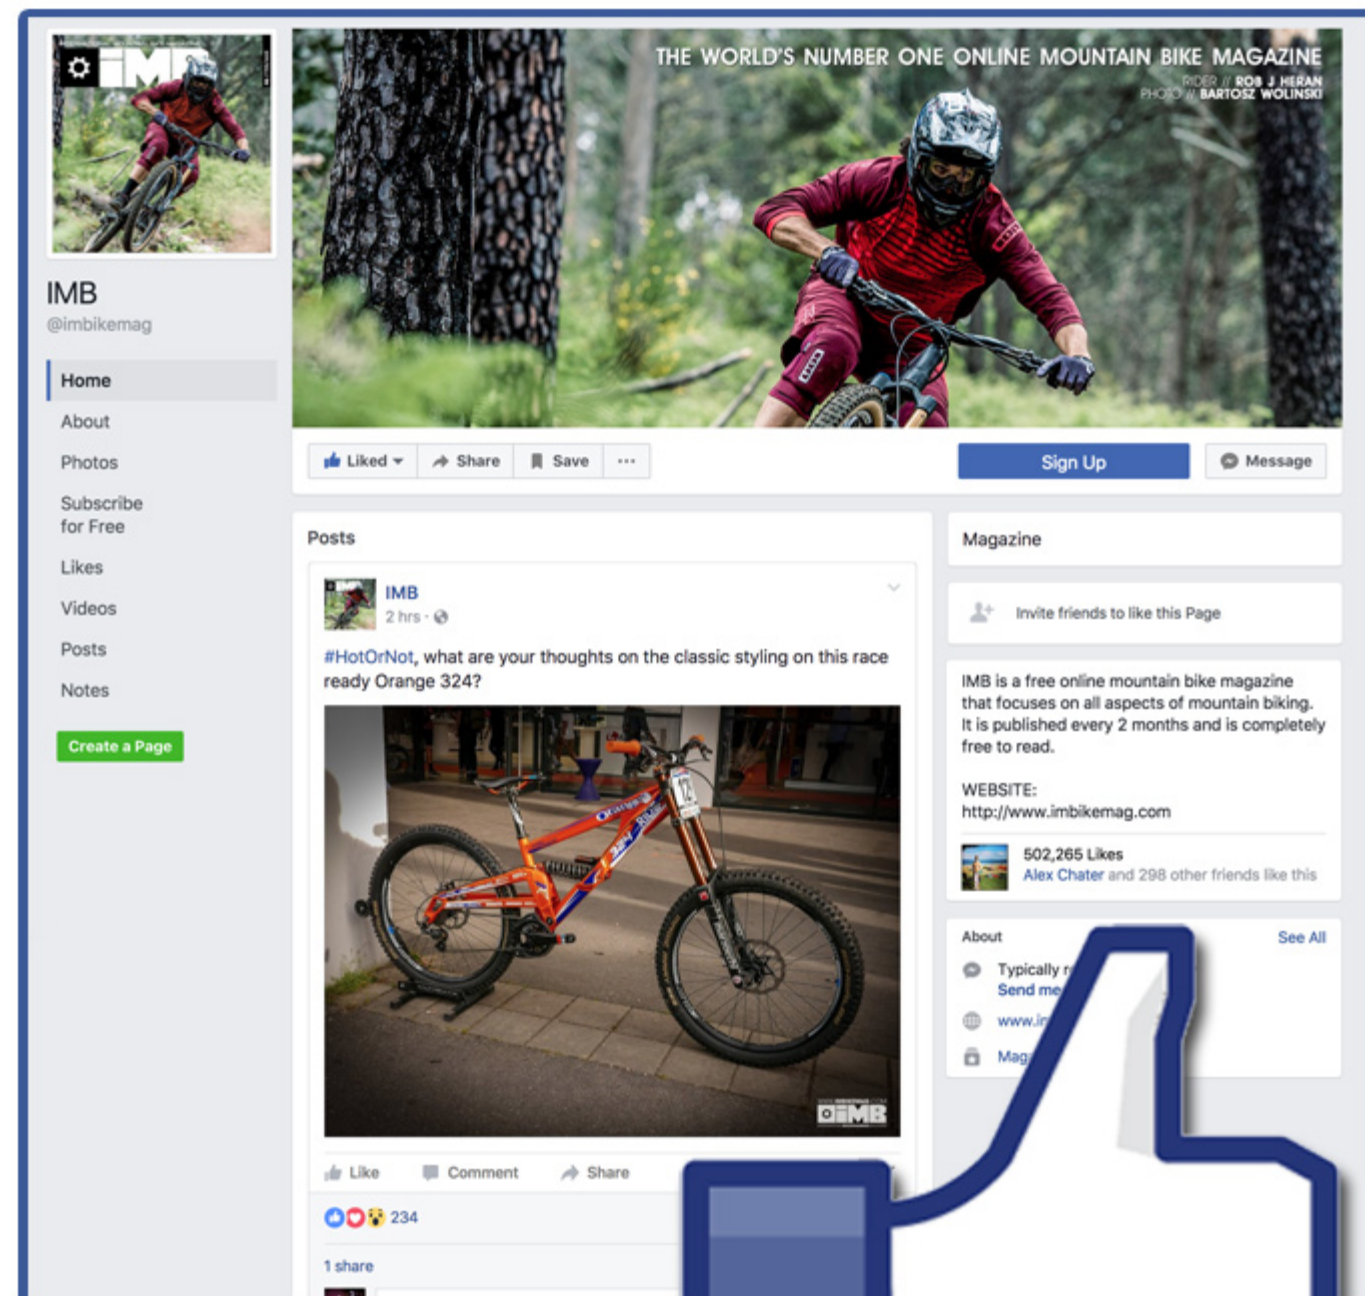 IMB
THE WORLD'S NUMBER ONE ONLINE MOUNTAIN BIKE MAGAZINE
RIDER // ROB J HERAN
PHOTO // BARTOSZ WOLINSKI
IMB
@imbikemag
Home
About
Photos
Subscribe
for Free
Likes
Videos
Posts
Notes
Create a Page
Liked
Share
Save
Sign Up
Message
Posts
IMB
2 hrs
#HotOrNot, what are your thoughts on the classic styling on this race
ready Orange 324?
324
12
IMB
Like
Comment
Share
234
1 share
Magazine
Invite friends to like this Page
IMB is a free online mountain bike magazine
that focuses on all aspects of mountain biking.
It is published every 2 months and is completely
free to read.
WEBSITE:
http://www.imbikemag.com
502,265 Likes
Alex Chater and 298 other friends like this
About
See All
Typically
Send